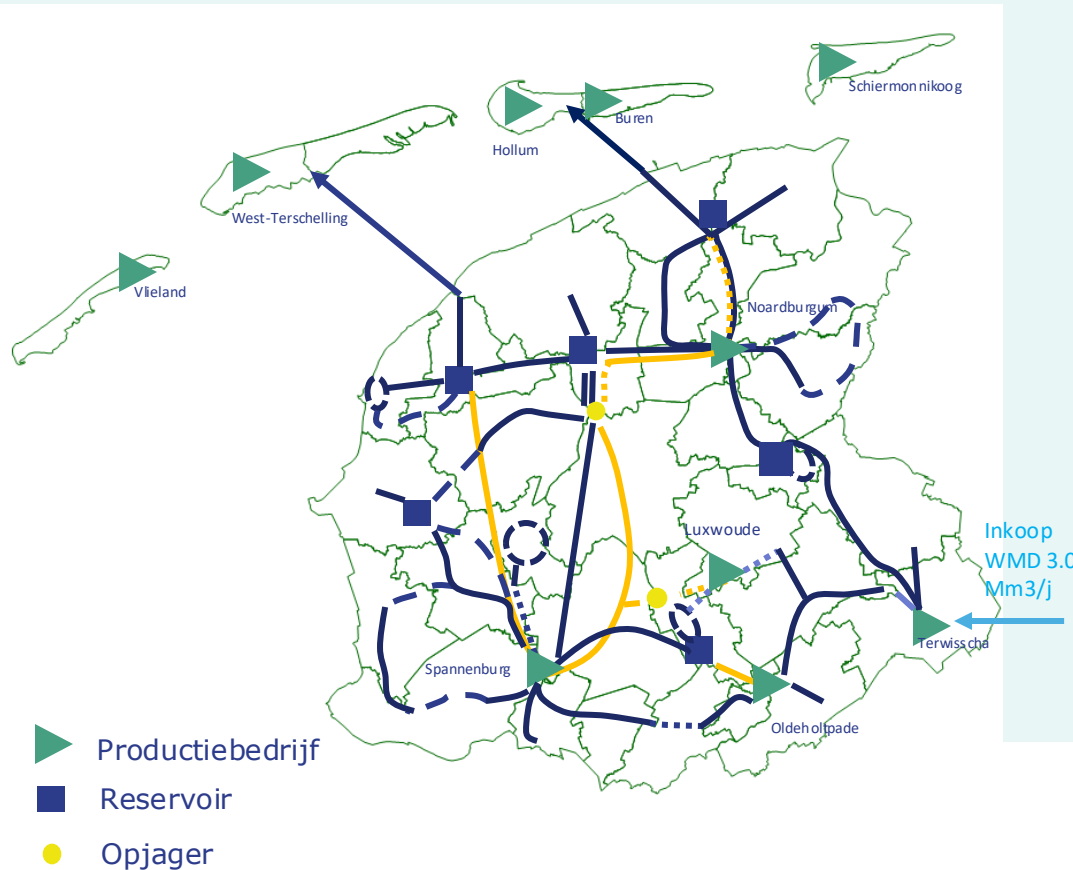 Schiermonnikoog
Buren
Hollum
West-Terschelling
Vlieland
Noardburgum
Luxwoude
Inkoop
WMD 3.0
Mm3/j
Terwisscha
Spannenburg
Oldeholtpade
Productiebedrijf
Reservoir
Opjager